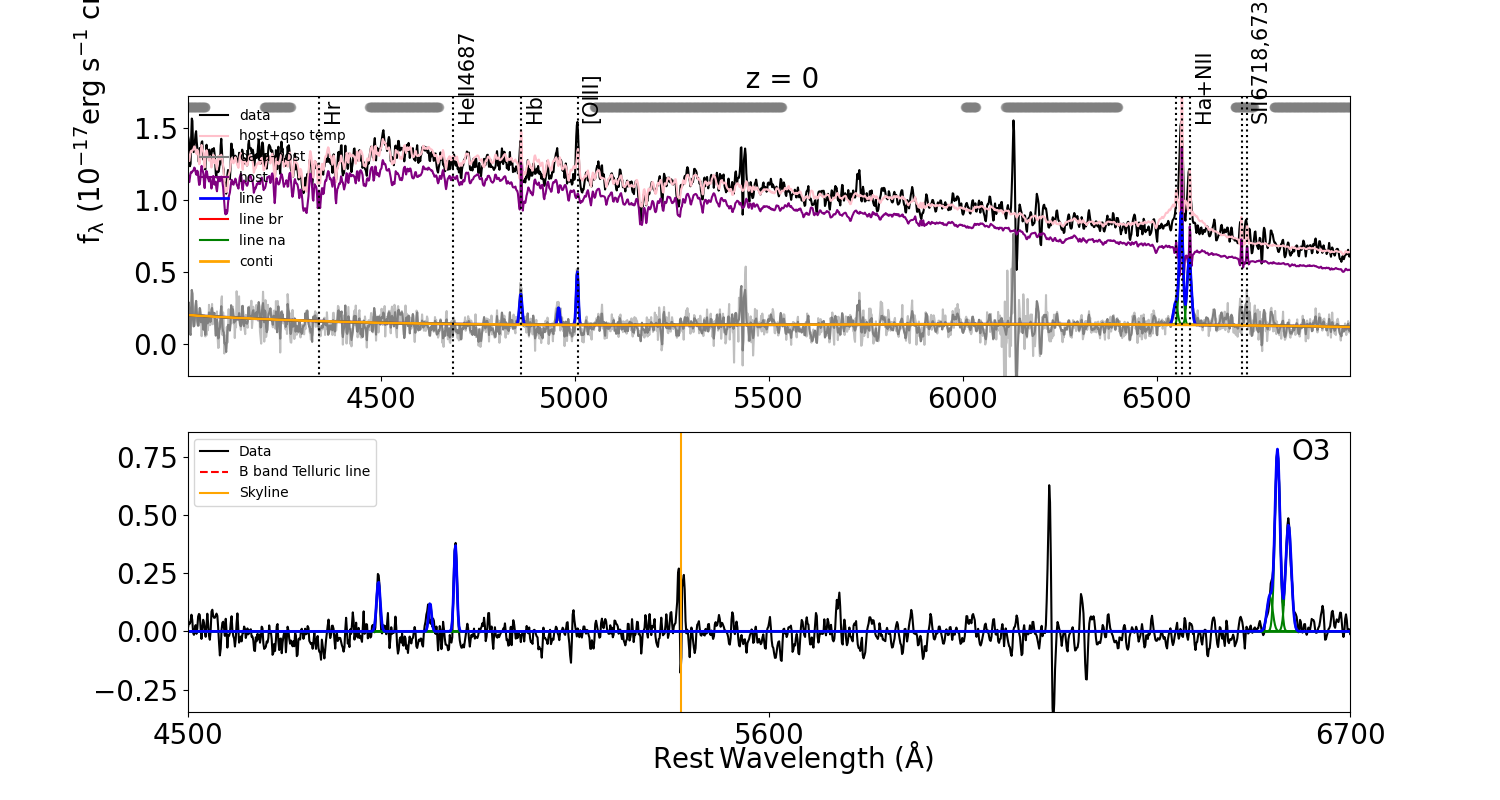 z = 0
fλ (10−17erg s−1 c
Hr
HeII4687
Hb
[OIII]
Ha+NII
SII6718,673
data
host+qso temp
data-host
host
line
line br
line na
conti
1.5
1.0
0.5
0.0
4500
5000
5500
6000
6500
Data
B band Telluric line
Skyline
O3
0.75
0.50
0.25
0.00
−0.25
4500
5600
6700
Rest Wavelength (Å)